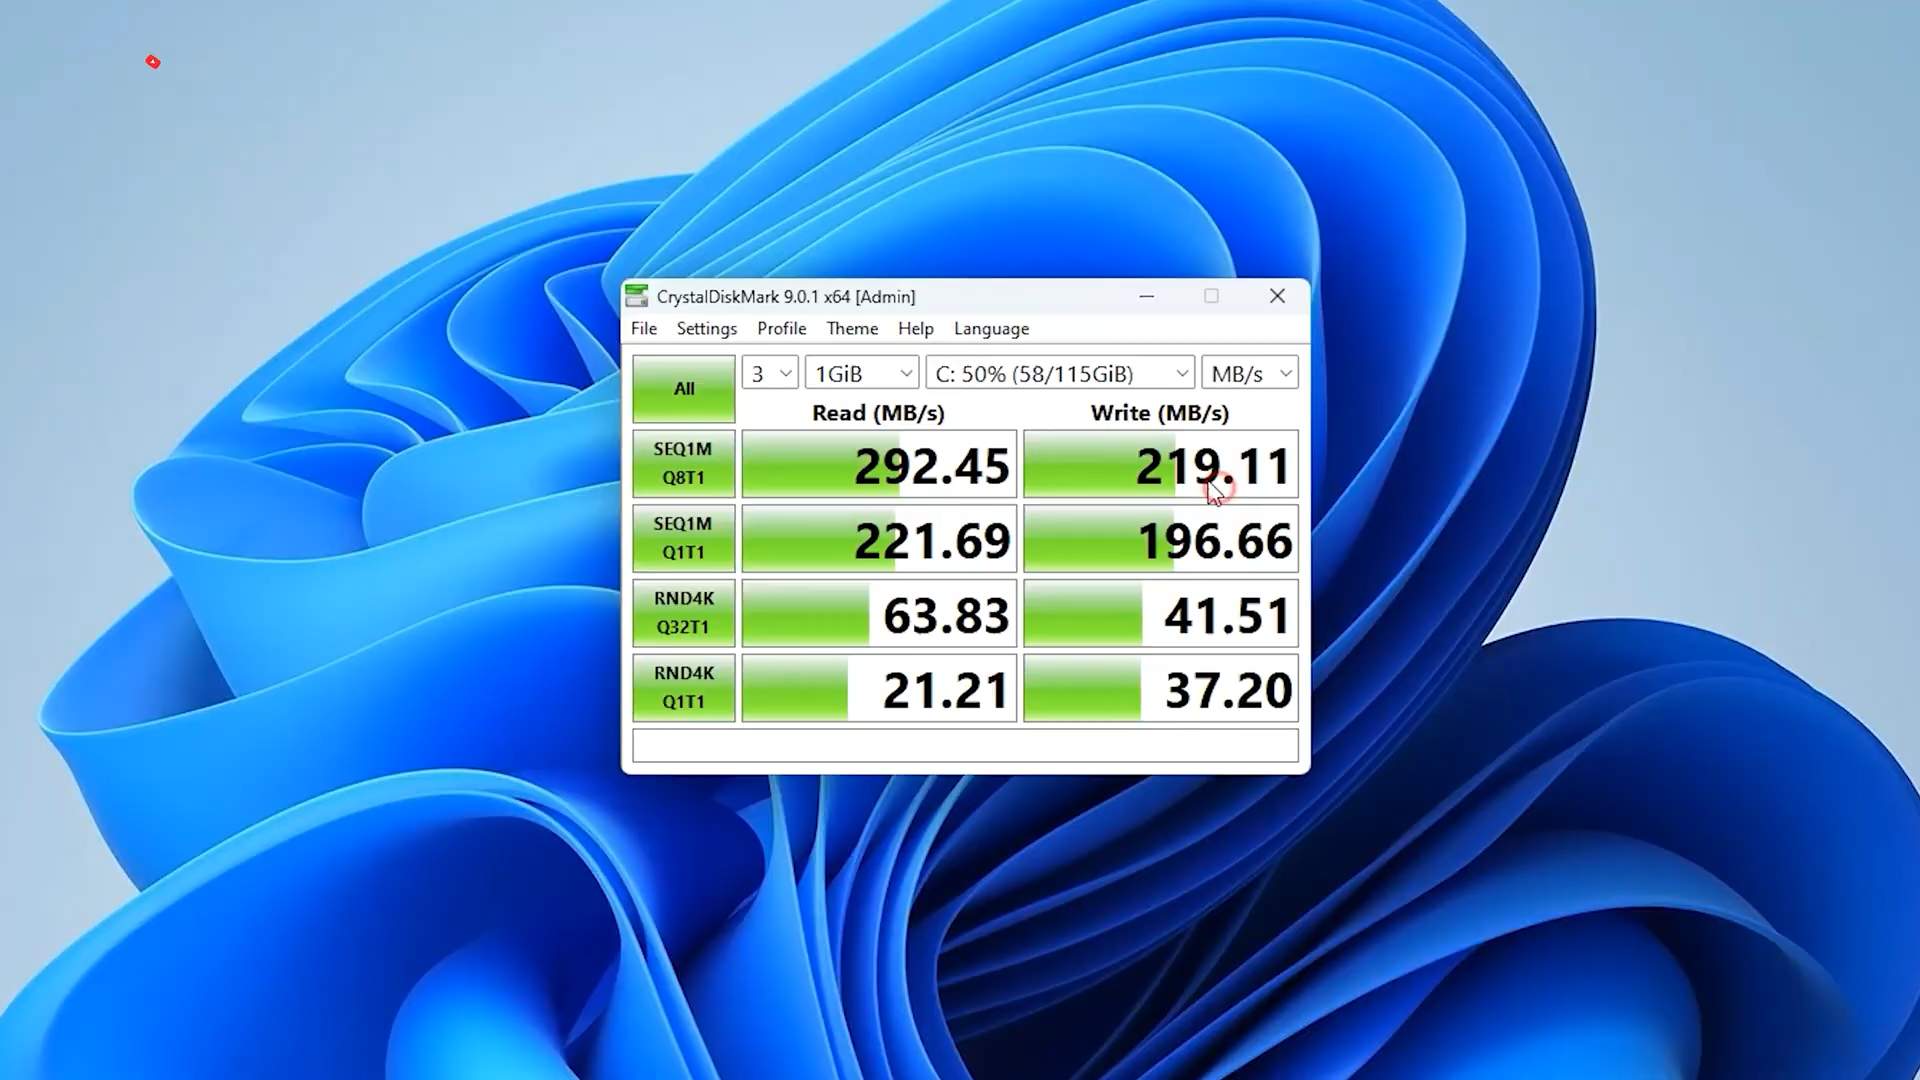 CrystalDiskMark 9.0.1 x64 [Admin]
File Settings Profile Theme Help Language
All 3 1GiB C: 50% (58/115GiB) MB/s
Read (MB/s) Write (MB/s)
SEQ1M
Q8T1 292.45 219.11
SEQ1M
Q1T1 221.69 196.66
RND4K
Q32T1 63.83 41.51
RND4K
Q1T1 21.21 37.20